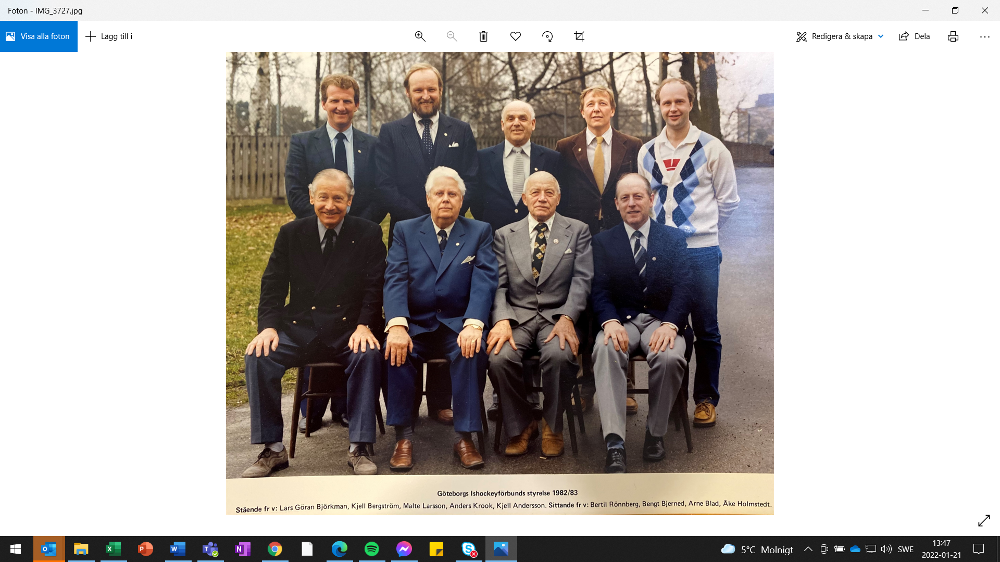 Foton - IMG_3727.jpg
Visa alla foton
Lägg till i
Redigera & skapa
Dela
Göteborgs Ishockeyförbunds styrelse 1982/83
Stående fr v: Lars Göran Björkman, Kjell Bergström, Malte Larsson, Anders Krook, Kjell Andersson. Sittande fr v: Bertil Rönnberg, Bengt Bjerned, Arne Blad, Åke Holmstedt.
5°C Molnigt
SWE
13:47
2022-01-21